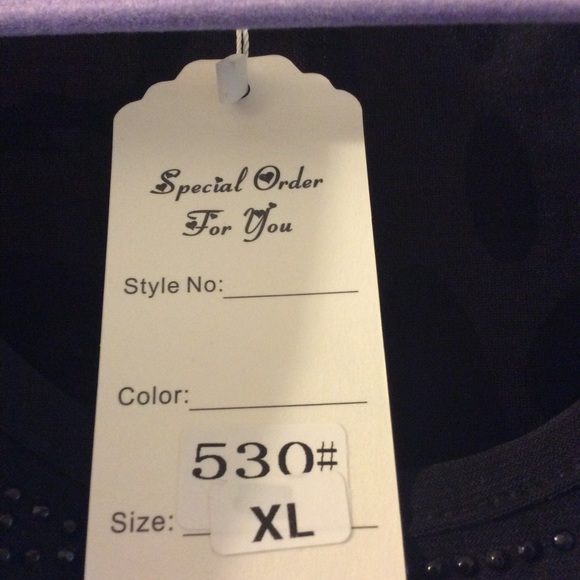 Special Order
For You
Style No:
Color:
530#
Size: XL